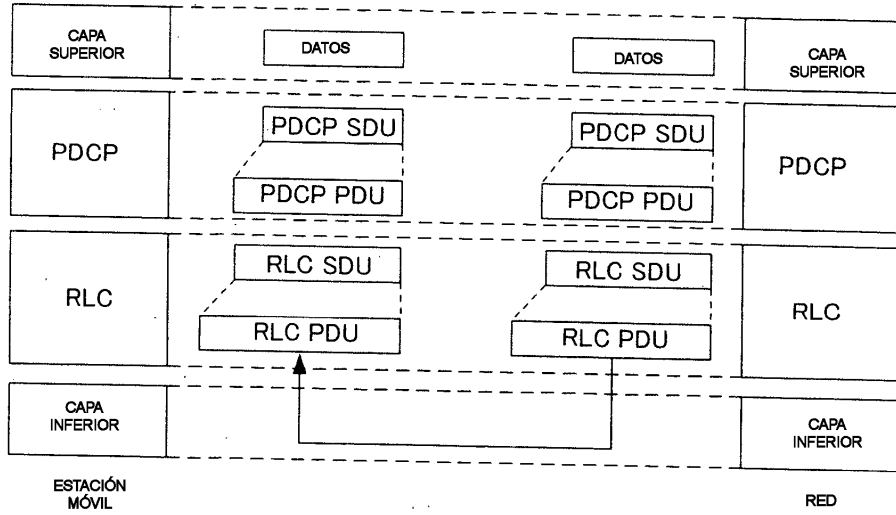 CAPA
SUPERIOR
DATOS
DATOS
CAPA
SUPERIOR
PDCP
PDCP SDU
PDCP SDU
PDCP
PDCP PDU
PDCP PDU
RLC
RLC SDU
RLC SDU
RLC
RLC PDU
RLC PDU
CAPA
INFERIOR
CAPA
INFERIOR
ESTACIÓN
MÓVIL
RED